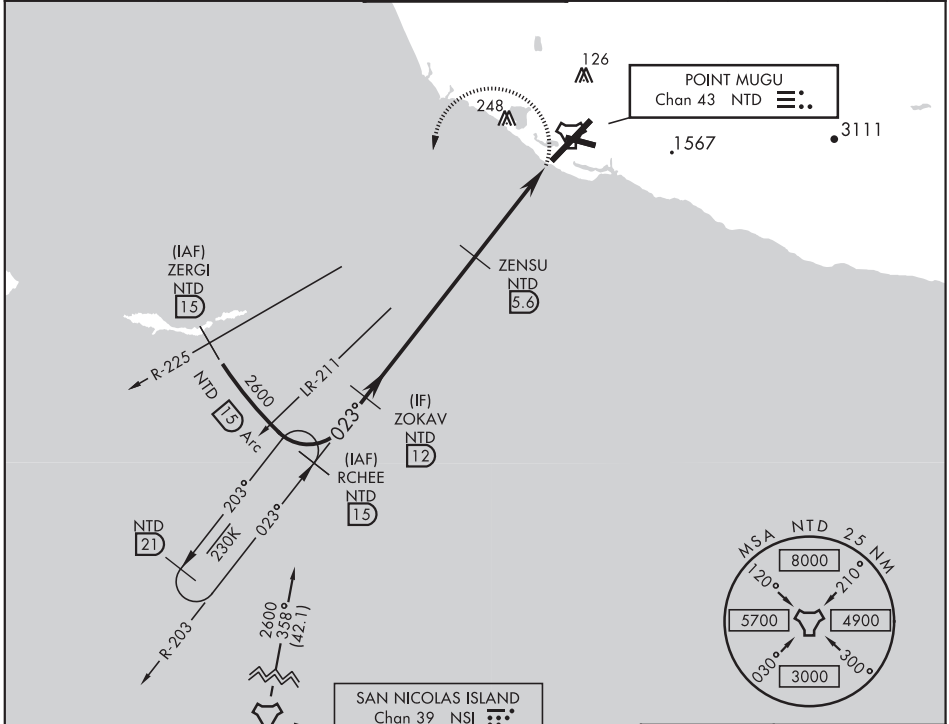 126
POINT MUGU
Chan 43 NTD
248
1567
3111
(IAF)
ZERGI
NTD
15
ZENSU
NTD
5.6
R-225
2600
LR-211
NTD 15 Arc
023°
(IF)
ZOKAV
NTD
12
(IAF)
RCHEE
NTD
15
203°
023°
230K
NTD
21
R-203
2600
358°
(42.1)
MSA NTD 25 NM
8000
120°
210°
5700
4900
030°
300°
3000
SAN NICOLAS ISLAND
Chan 39 NSI